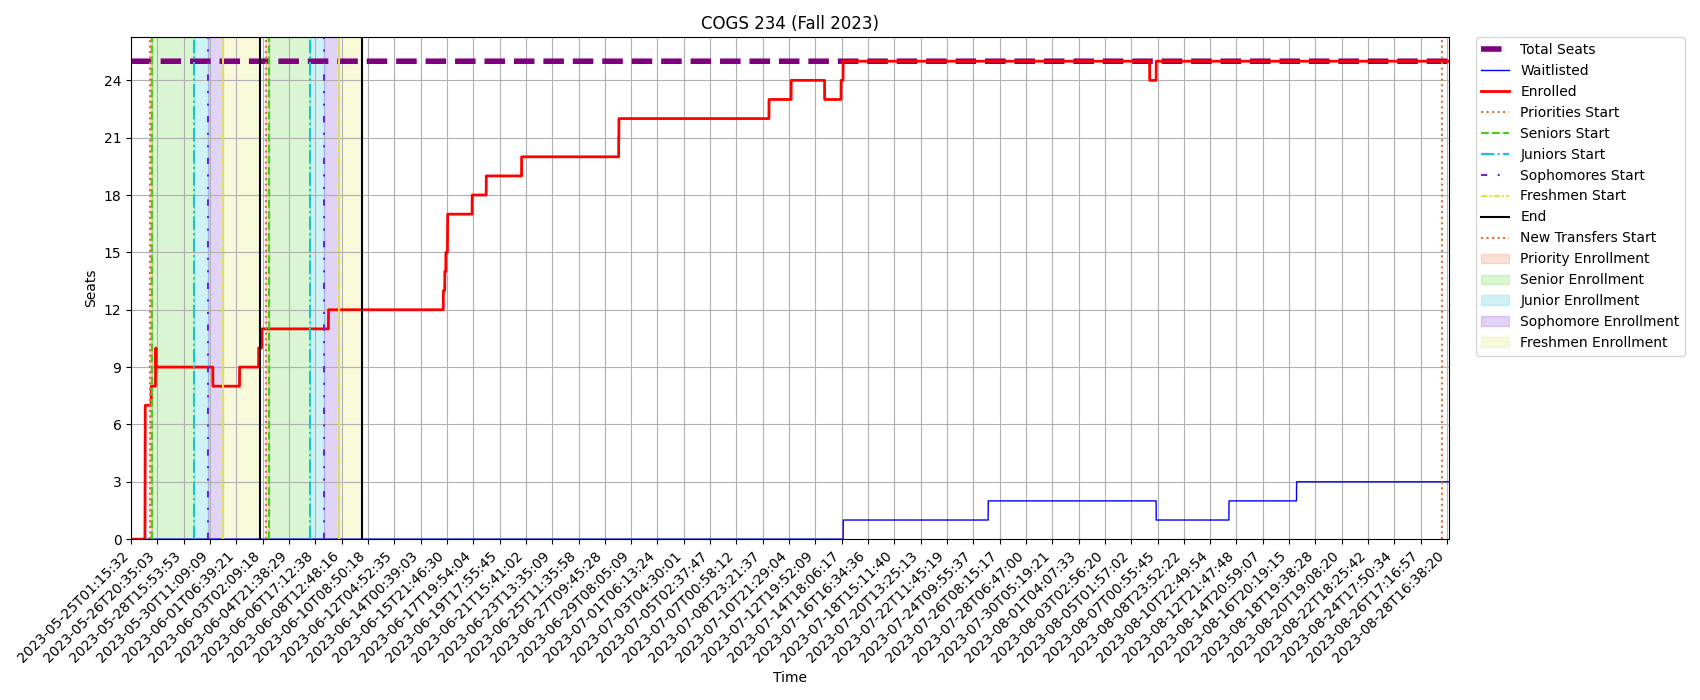 COGS 234 (Fall 2023)
Total Seats
Waitlisted
Enrolled
Priorities Start
Seniors Start
Juniors Start
Sophomores Start
Freshmen Start
End
New Transfers Start
Priority Enrollment
Senior Enrollment
Junior Enrollment
Sophomore Enrollment
Freshmen Enrollment
Seats
24
21
18
15
12
9
6
3
0
2023-05-25T01:15:32
2023-05-26T20:35:03
2023-05-28T15:53:53
2023-05-30T11:09:09
2023-06-01T06:39:21
2023-06-03T02:09:18
2023-06-04T21:38:29
2023-06-06T17:12:38
2023-06-08T12:48:16
2023-06-10T08:50:18
2023-06-12T04:52:35
2023-06-14T00:39:03
2023-06-15T21:46:30
2023-06-17T19:54:04
2023-06-19T17:55:45
2023-06-21T15:41:02
2023-06-23T13:35:09
2023-06-25T11:35:58
2023-06-27T09:45:28
2023-06-29T08:05:09
2023-07-01T06:13:24
2023-07-03T04:30:01
2023-07-05T02:37:47
2023-07-07T00:58:12
2023-07-08T23:21:37
2023-07-10T21:29:04
2023-07-12T19:52:09
2023-07-14T18:06:17
2023-07-16T16:34:36
2023-07-18T15:11:40
2023-07-20T13:25:13
2023-07-22T11:45:19
2023-07-24T09:55:37
2023-07-26T08:15:17
2023-07-28T06:47:00
2023-07-30T05:19:21
2023-08-01T04:07:33
2023-08-03T02:56:20
2023-08-05T01:57:02
2023-08-07T00:55:45
2023-08-08T23:52:22
2023-08-10T22:49:54
2023-08-12T21:47:48
2023-08-14T20:59:07
2023-08-16T20:19:15
2023-08-18T19:38:28
2023-08-20T19:08:20
2023-08-22T18:25:42
2023-08-24T17:50:34
2023-08-26T17:16:57
2023-08-28T16:38:20
Time